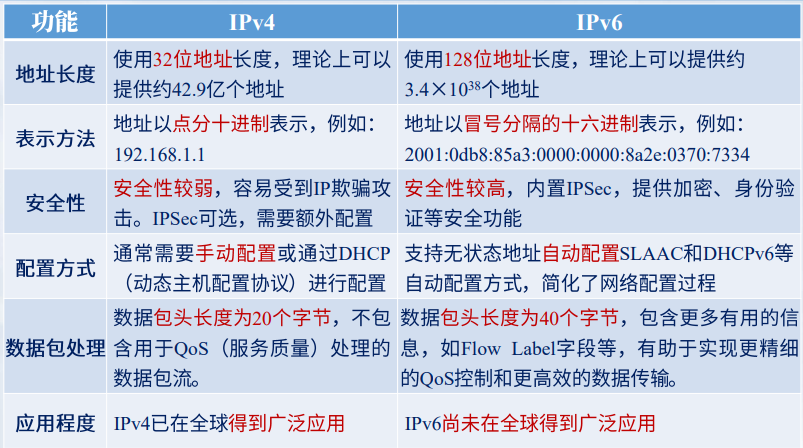 功能 IPv4 IPv6
地址长度
使用32位地址长度，理论上可以
提供约42.9亿个地址
使用128位地址长度，理论上可以提供约
3.4×10³⁸个地址
表示方法
地址以点分十进制表示，例如：
192.168.1.1
地址以冒号分隔的十六进制表示，例如：
2001:0db8:85a3:0000:0000:8a2e:0370:7334
安全性
安全性较弱，容易受到IP欺骗攻
击。IPSec可选，需要额外配置
安全性较高，内置IPSec，提供加密、身份验
证等安全功能
配置方式
通常需要手动配置或通过DHCP
（动态主机配置协议）进行配置
支持无状态地址自动配置SLAAC和DHCPv6等
自动配置方式，简化了网络配置过程
数据包处理
数据包头长度为20个字节，不包
含用于QoS（服务质量）处理的
数据包流。
数据包头长度为40个字节，包含更多有用的信
息，如Flow Label字段等，有助于实现更精细
的QoS控制和更高效的数据传输。
应用程度
IPv4已在全球得到广泛应用
IPv6尚未在全球得到广泛应用